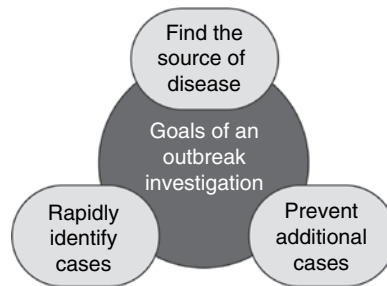 Find the
source of
disease
Goals of an
outbreak
investigation
Rapidly
identify
cases
Prevent
additional
cases